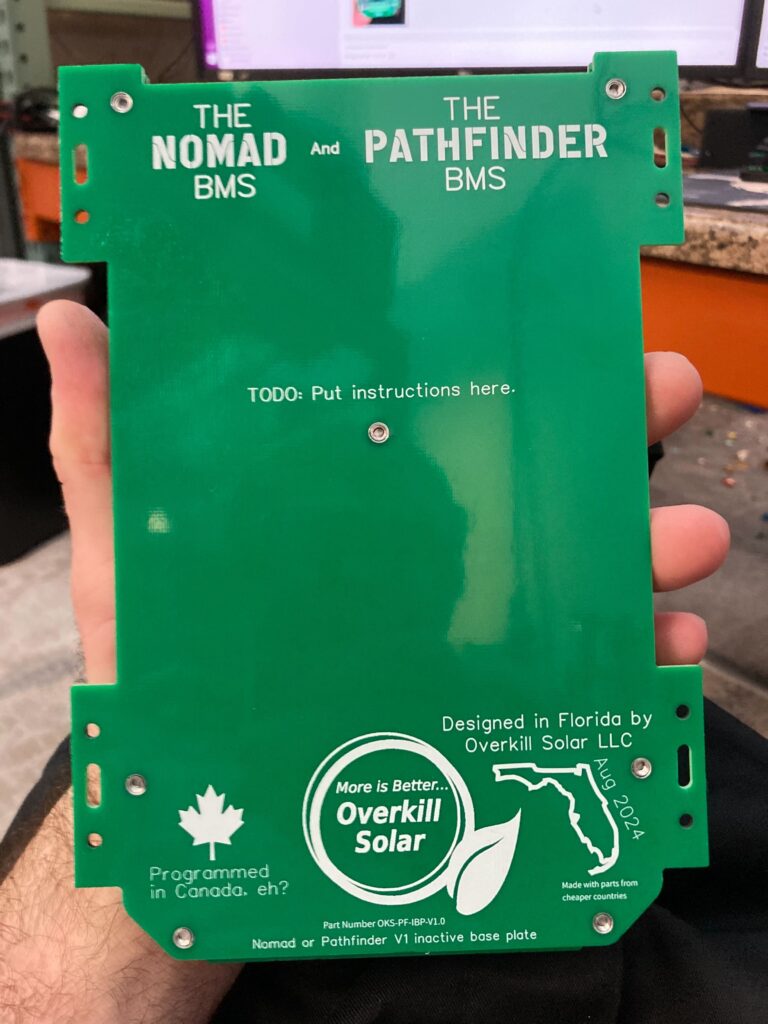 THE
NOMAD
BMS
And
THE
PATHFINDER
BMS
TODO: Put instructions here.
Designed in Florida by
Overkill Solar LLC
Aug 2024
More is Better...
Overkill
Solar
Programmed
in Canada, eh?
Made with parts from
cheaper countries
Part Number OKS-PF-IBP-V1.0
Nomad or Pathfinder V1 inactive base plate